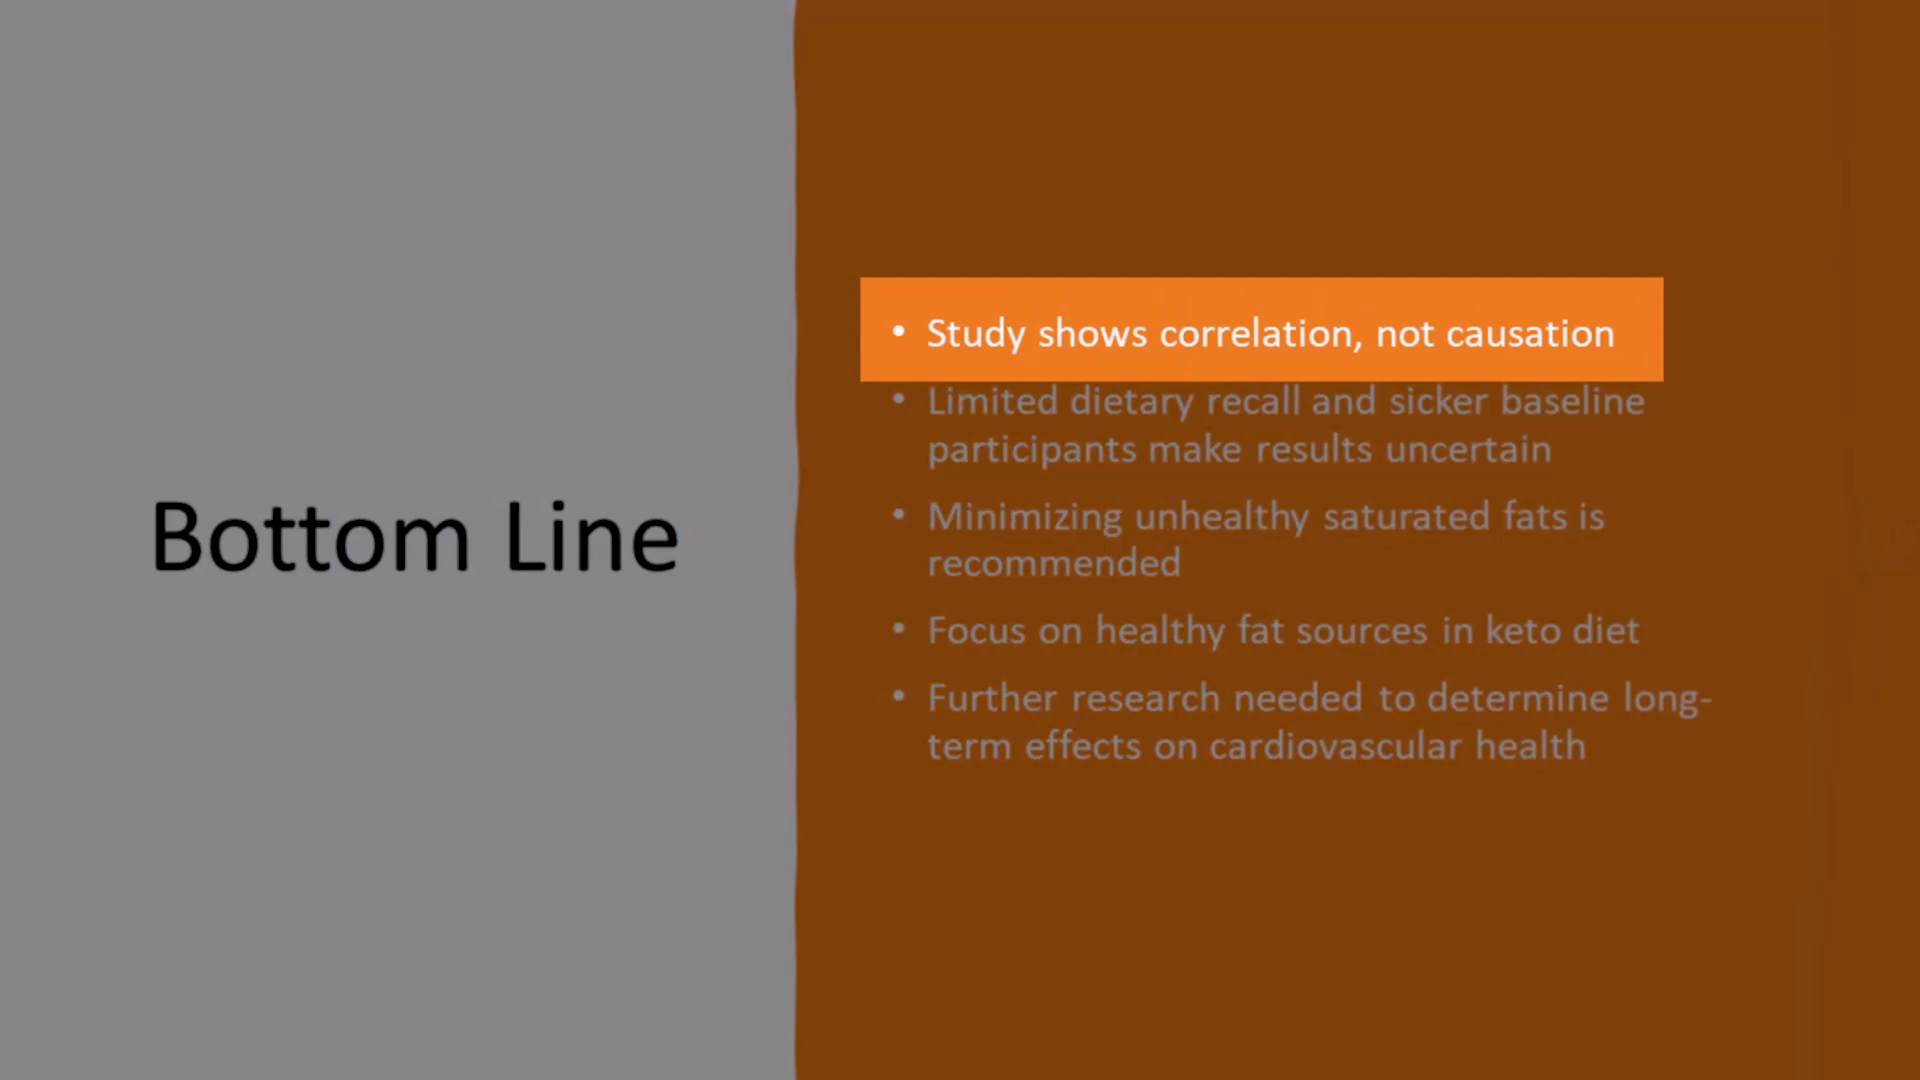 Bottom Line
• Study shows correlation, not causation
• Limited dietary recall and sicker baseline
participants make results uncertain
• Minimizing unhealthy saturated fats is
recommended
• Focus on healthy fat sources in keto diet
• Further research needed to determine long-
term effects on cardiovascular health